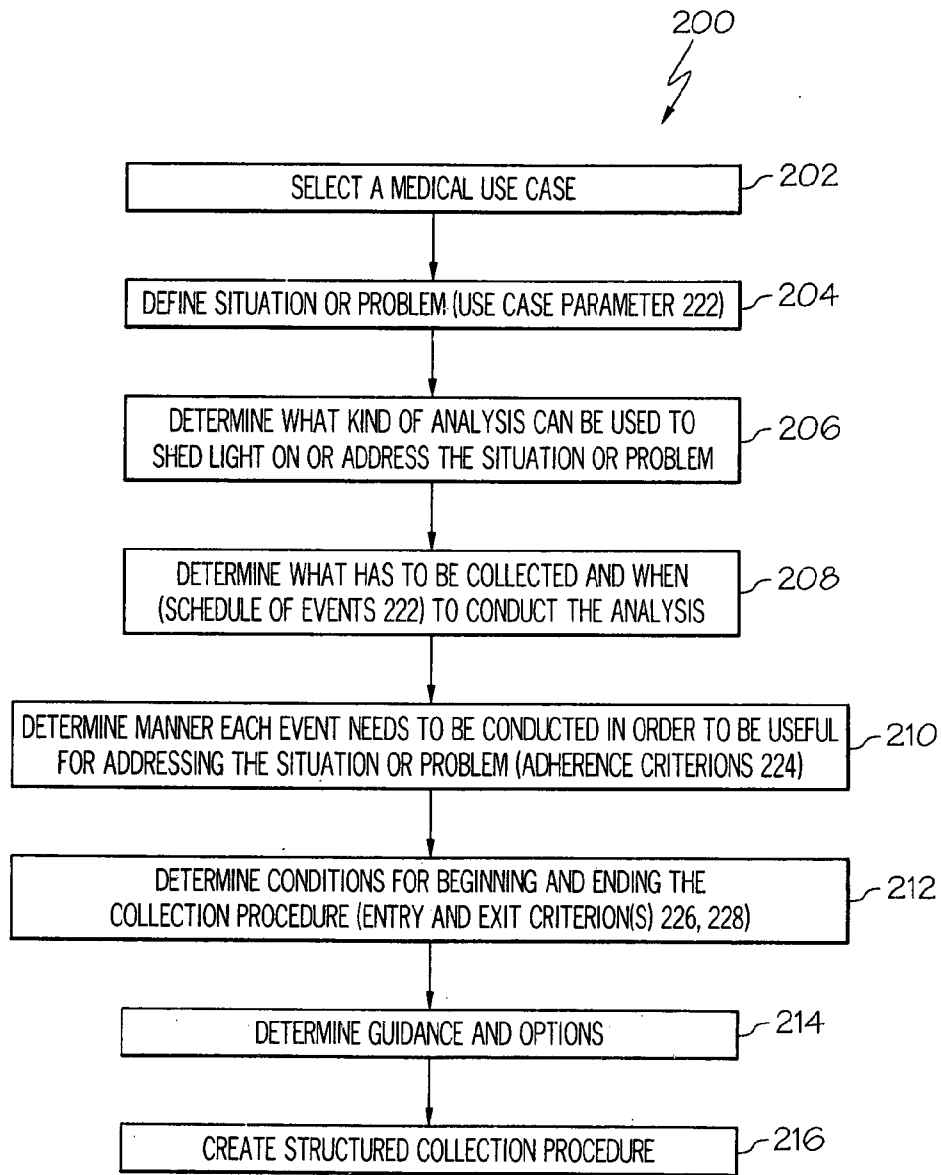 200
SELECT A MEDICAL USE CASE
202
DEFINE SITUATION OR PROBLEM (USE CASE PARAMETER 222)
204
DETERMINE WHAT KIND OF ANALYSIS CAN BE USED TO
SHED LIGHT ON OR ADDRESS THE SITUATION OR PROBLEM
206
DETERMINE WHAT HAS TO BE COLLECTED AND WHEN
(SCHEDULE OF EVENTS 222) TO CONDUCT THE ANALYSIS
208
DETERMINE MANNER EACH EVENT NEEDS TO BE CONDUCTED IN ORDER TO BE USEFUL
FOR ADDRESSING THE SITUATION OR PROBLEM (ADHERENCE CRITERIONS 224)
210
DETERMINE CONDITIONS FOR BEGINNING AND ENDING THE
COLLECTION PROCEDURE (ENTRY AND EXIT CRITERION(S) 226, 228)
212
DETERMINE GUIDANCE AND OPTIONS
214
CREATE STRUCTURED COLLECTION PROCEDURE
216